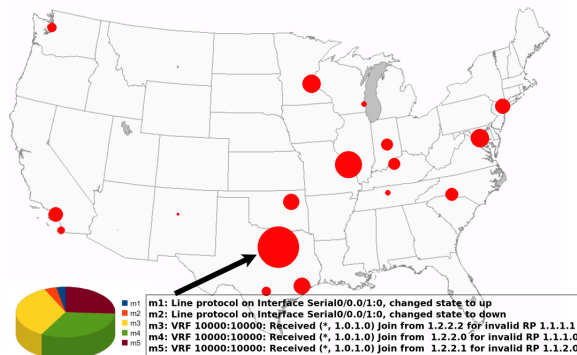 m1
m2
m3
m4
m5
m1: Line protocol on Interface Serial0/0.0/1:0, changed state to up
m2: Line protocol on Interface Serial0/0.0/1:0, changed state to down
m3: VRF 10000:10000: Received (*, 1.0.1.0) Join from 1.2.2.2 for invalid RP 1.1.1.1
m4: VRF 10000:10000: Received (*, 1.0.1.0) Join from 1.2.2.0 for invalid RP 1.1.1.0
m5: VRF 10000:10000: Received (*, 1.0.1.0) Join from 1.2.2.1 for invalid RP 1.1.2.0